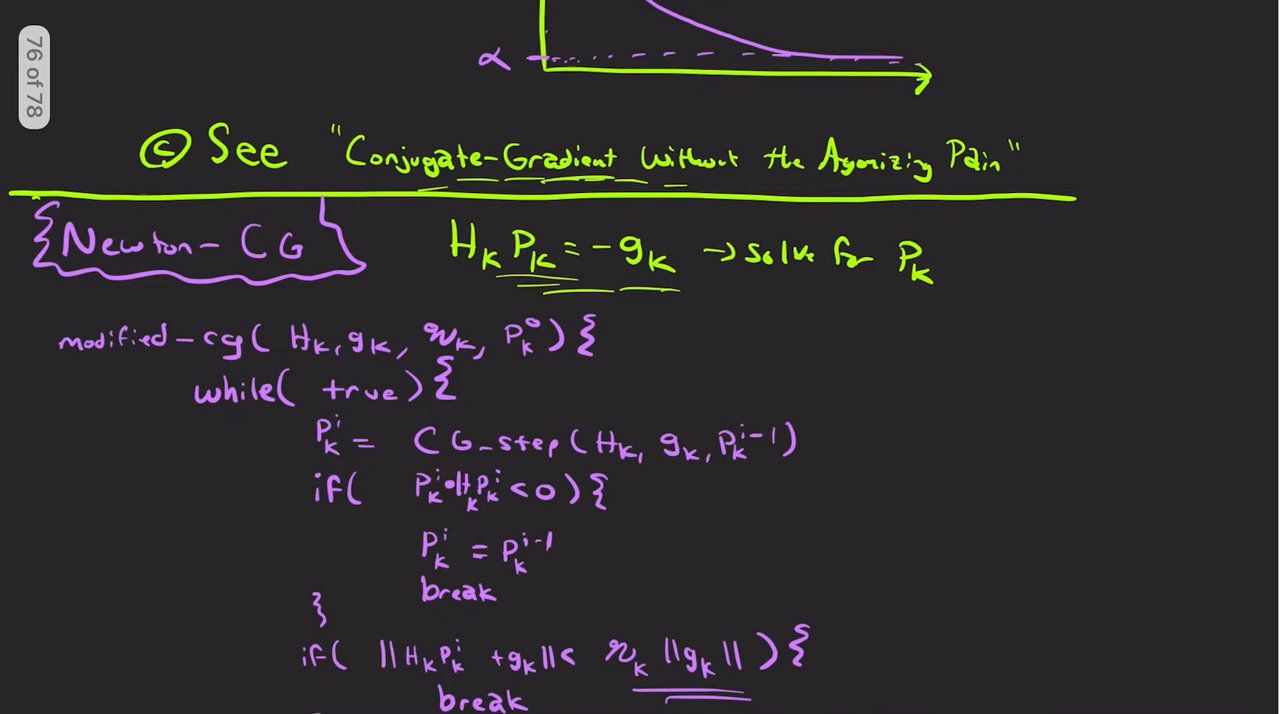 76 of 78
α
© See "Conjugate-Gradient Without the Agonizing Pain"
Newton-CG
H_k P_k = -g_k → solve for P_k
modified-cg( H_k, g_k, η_k, P_k^0 ) {
while( true ) {
P_k^i = CG_step( H_k, g_k, P_k^{i-1} )
if( P_k^i • H_k P_k^i < 0 ) {
P_k^i = P_k^{i-1}
break
}
if( ||H_k P_k^i + g_k|| < η_k ||g_k|| ) {
break